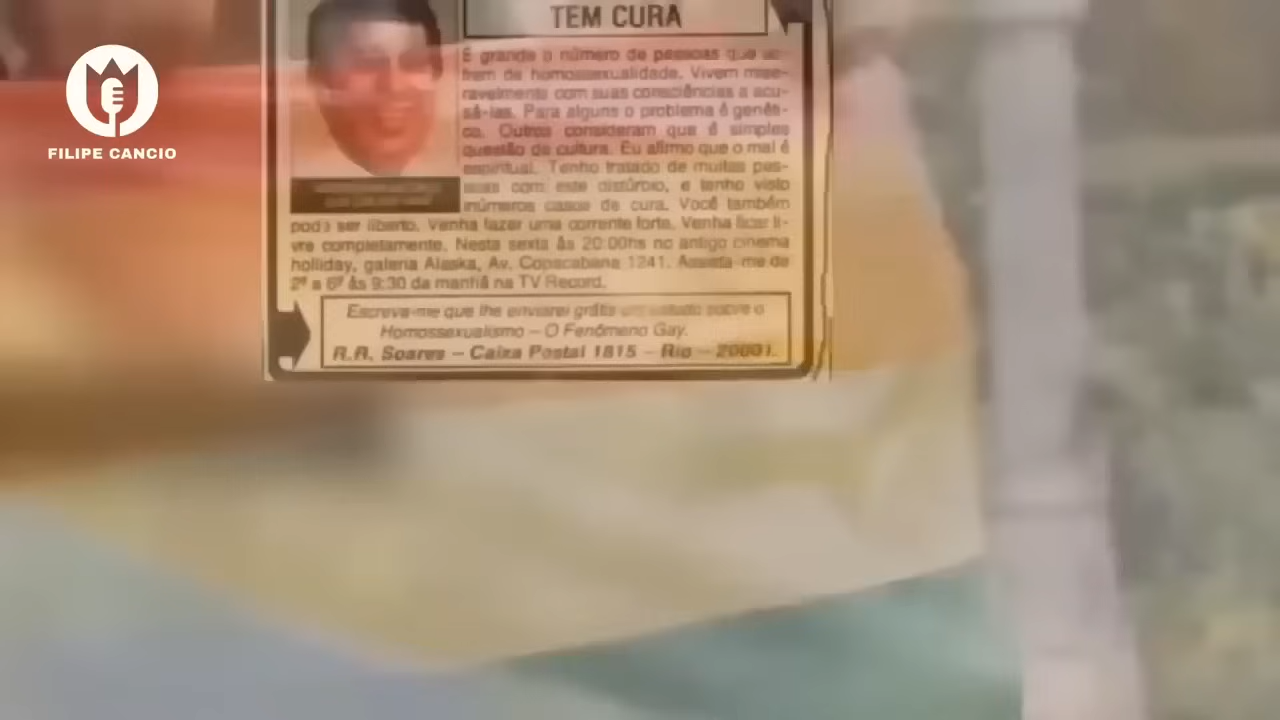 FILIPE CANCIO
TEM CURA
É grande o número de pessoas que so-
frem de homossexualidade. Vivem mise-
ravelmente com suas consciências a acu-
sá-las. Para alguns o problema é genéti-
co. Outros consideram que é simples
questão de cultura. Eu afirmo que o mal é
espiritual. Tenho tratado de muitas pes-
soas com este distúrbio, e tenho visto
inúmeros casos de cura. Você também
pode ser liberto. Venha fazer uma corrente forte. Venha ficar li-
vre completamente. Nesta sexta às 20:00hs no antigo cinema
holliday, galeria Alaska, Av. Copacabana 1241. Assista-me de
2ª a 6ª às 9:30 da manhã na TV Record.
Escreva-me que lhe enviarei grátis um estudo sobre o
Homossexualismo – O Fenômeno Gay.
R.R. Soares – Caixa Postal 1815 – Rio – 20001.